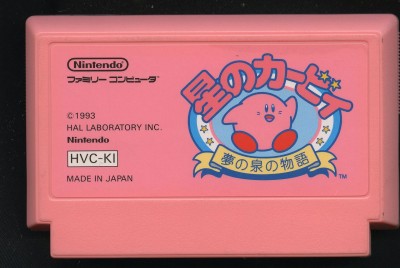 Nintendo
ファミリー コンピュータ
星のカービィ
© 1993
HAL LABORATORY INC.
Nintendo
HVC-KI
夢の泉の物語
MADE IN JAPAN
TM